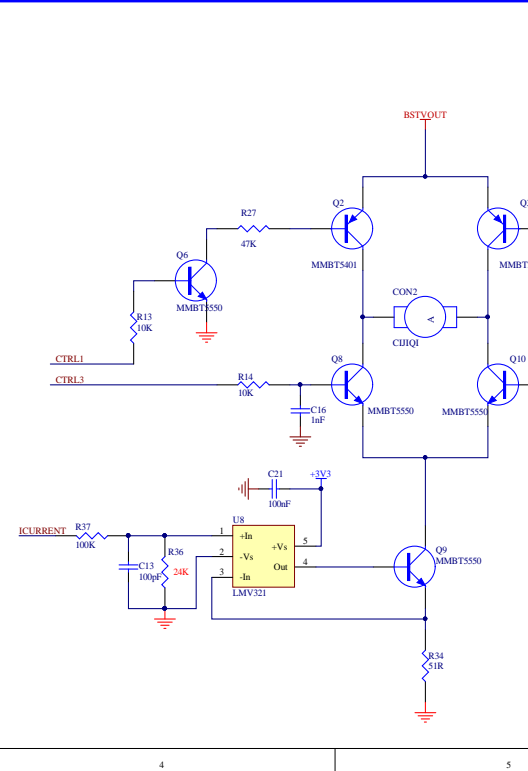 BSTVOUT
R27
47K
Q2
MMBT5401
MMBT
Q6
MMBT5550
R13
10K
CON2
A
CIJIQI
CTRL1
CTRL3
R14
10K
Q8
MMBT5550
C16
1nF
Q10
MMBT5550
C21
100nF
+3V3
ICURRENT
R37
100K
C13
100pF
R36
24K
U8
1
+In
2
-Vs
3
-In
+Vs
5
Out
4
LMV321
Q9
MMBT5550
R34
51R
4
5